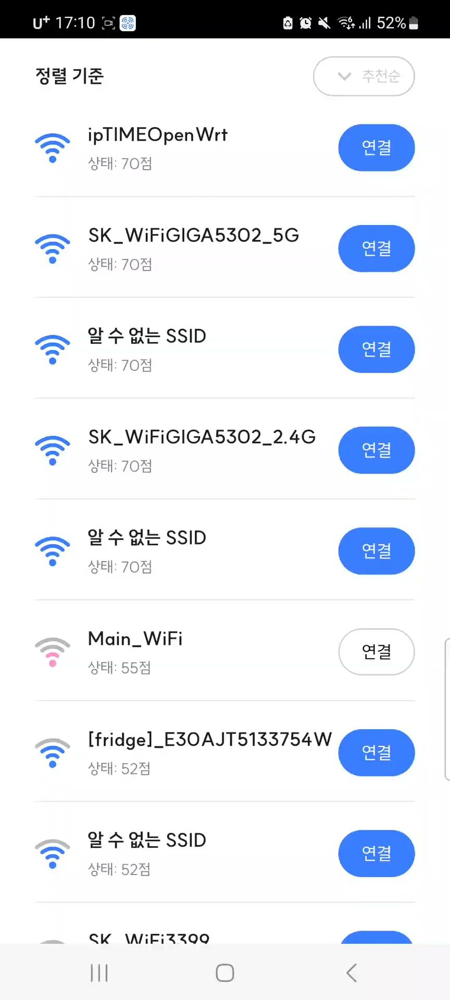 U+ 17:10 52%
정렬 기준
추천순
ipTIMEOpenWrt
상태: 70점
연결
SK_WiFiGIGA5302_5G
상태: 70점
연결
알 수 없는 SSID
상태: 70점
연결
SK_WiFiGIGA5302_2.4G
상태: 70점
연결
알 수 없는 SSID
상태: 70점
연결
Main_WiFi
상태: 55점
연결
[fridge]_E30AJT5133754W
상태: 52점
연결
알 수 없는 SSID
상태: 52점
연결
SK_WiFi3399